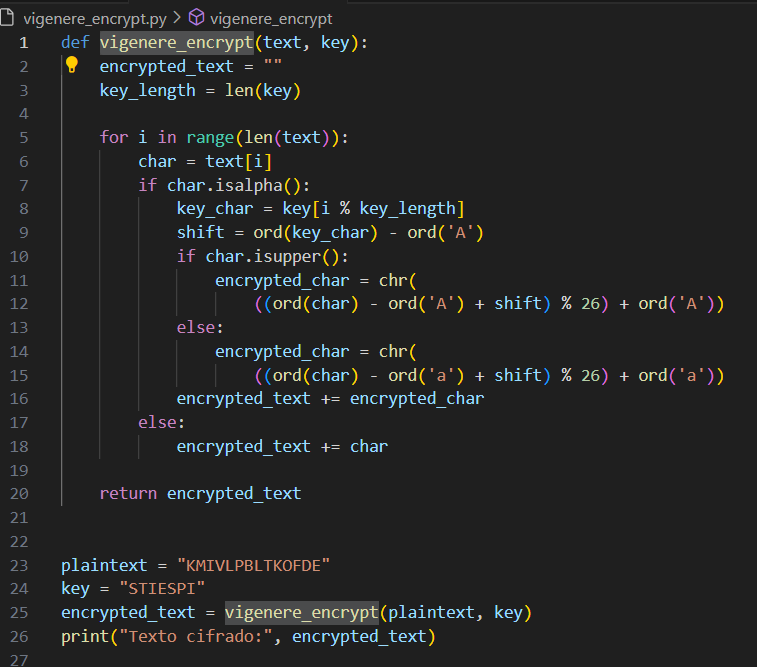 vigenere_encrypt.py > vigenere_encrypt
1 def vigenere_encrypt(text, key):
2     encrypted_text = ""
3     key_length = len(key)
4
5     for i in range(len(text)):
6         char = text[i]
7         if char.isalpha():
8             key_char = key[i % key_length]
9             shift = ord(key_char) - ord('A')
10             if char.isupper():
11                 encrypted_char = chr(
12                     ((ord(char) - ord('A') + shift) % 26) + ord('A'))
13             else:
14                 encrypted_char = chr(
15                     ((ord(char) - ord('a') + shift) % 26) + ord('a'))
16             encrypted_text += encrypted_char
17         else:
18             encrypted_text += char
19
20     return encrypted_text
21
22
23 plaintext = "KMIVLPBLTKOFDE"
24 key = "STIESPI"
25 encrypted_text = vigenere_encrypt(plaintext, key)
26 print("Texto cifrado:", encrypted_text)
27